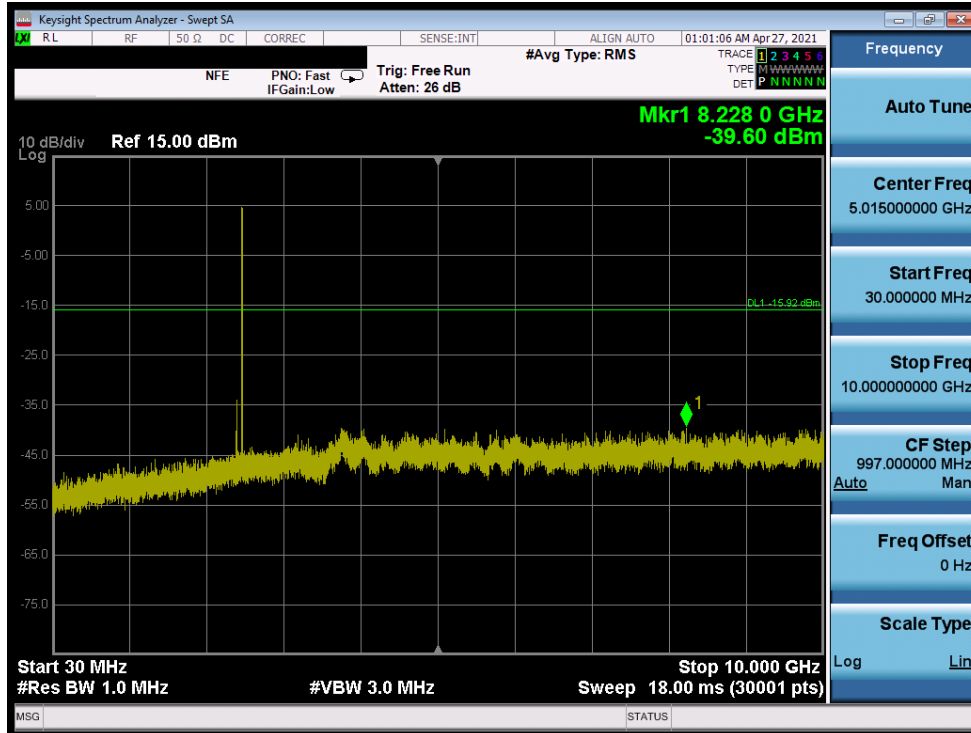 Keysight Spectrum Analyzer - Swept SA
LXI RL RF 50 Ω DC CORREC SENSE:INT ALIGN AUTO 01:01:06 AM Apr 27, 2021
#Avg Type: RMS
TRACE 1 2 3 4 5 6
TYPE M WWWWW
DET P N N N N N
NFE
PNO: Fast
IFGain:Low
Trig: Free Run
Atten: 26 dB
Mkr1 8.228 0 GHz
-39.60 dBm
10 dB/div
Log
Ref 15.00 dBm
5.00
-5.00
-15.0
DL1 -15.92 dBm
-25.0
-35.0
1
-45.0
-55.0
-65.0
-75.0
Start 30 MHz
Stop 10.000 GHz
#Res BW 1.0 MHz
#VBW 3.0 MHz
Sweep 18.00 ms (30001 pts)
MSG
STATUS
Frequency
Auto Tune
Center Freq
5.015000000 GHz
Start Freq
30.000000 MHz
Stop Freq
10.000000000 GHz
CF Step
997.000000 MHz
Auto Man
Freq Offset
0 Hz
Scale Type
Log Lin